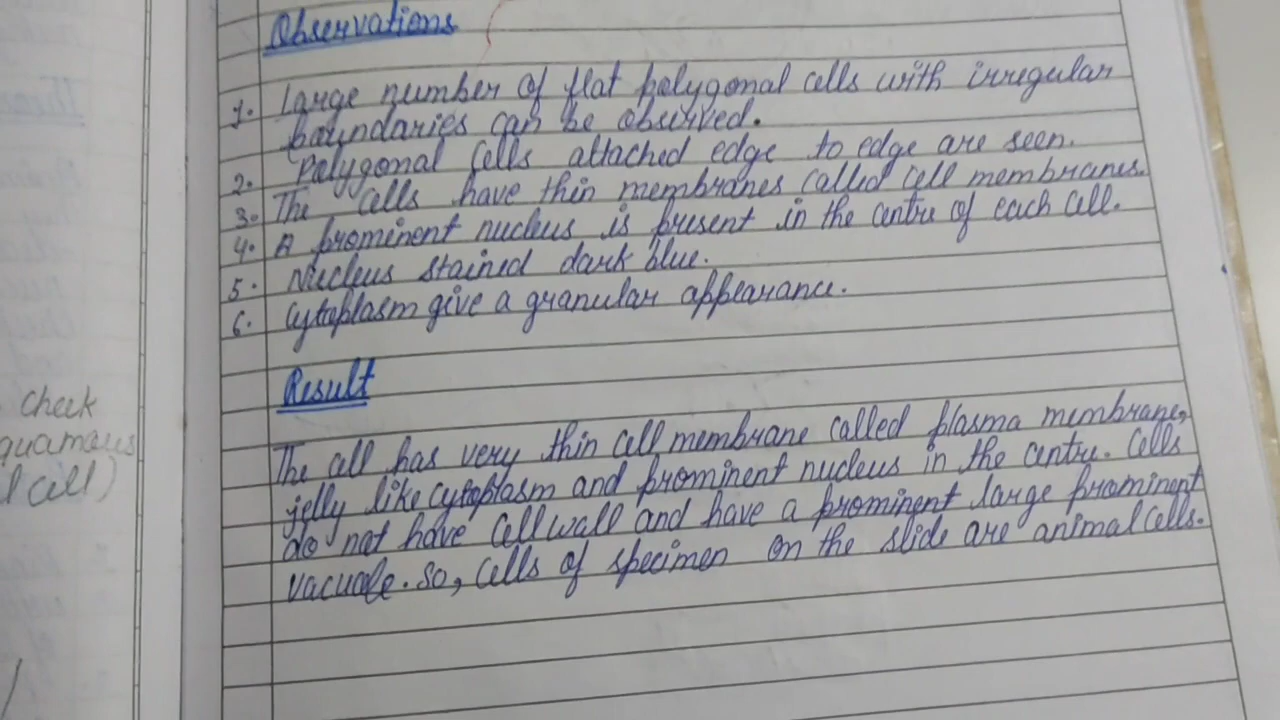 Observations
1. Large number of flat polygonal cells with irregular
boundaries can be observed.
2. Polygonal Cells attached edge to edge are seen.
3. The Cells have thin membranes called cell membranes.
4. A prominent nucleus is present in the centre of each cell.
5. Nucleus stained dark blue.
6. Cytoplasm give a granular appearance.
Result
The cell has very thin cell membrane called plasma membrane,
jelly like cytoplasm and prominent nucleus in the centre. Cells
do not have cell wall and have a prominent large prominent
vacuole. So, Cells of specimen on the slide are animal cells.
Cheek
quamous
l cell)